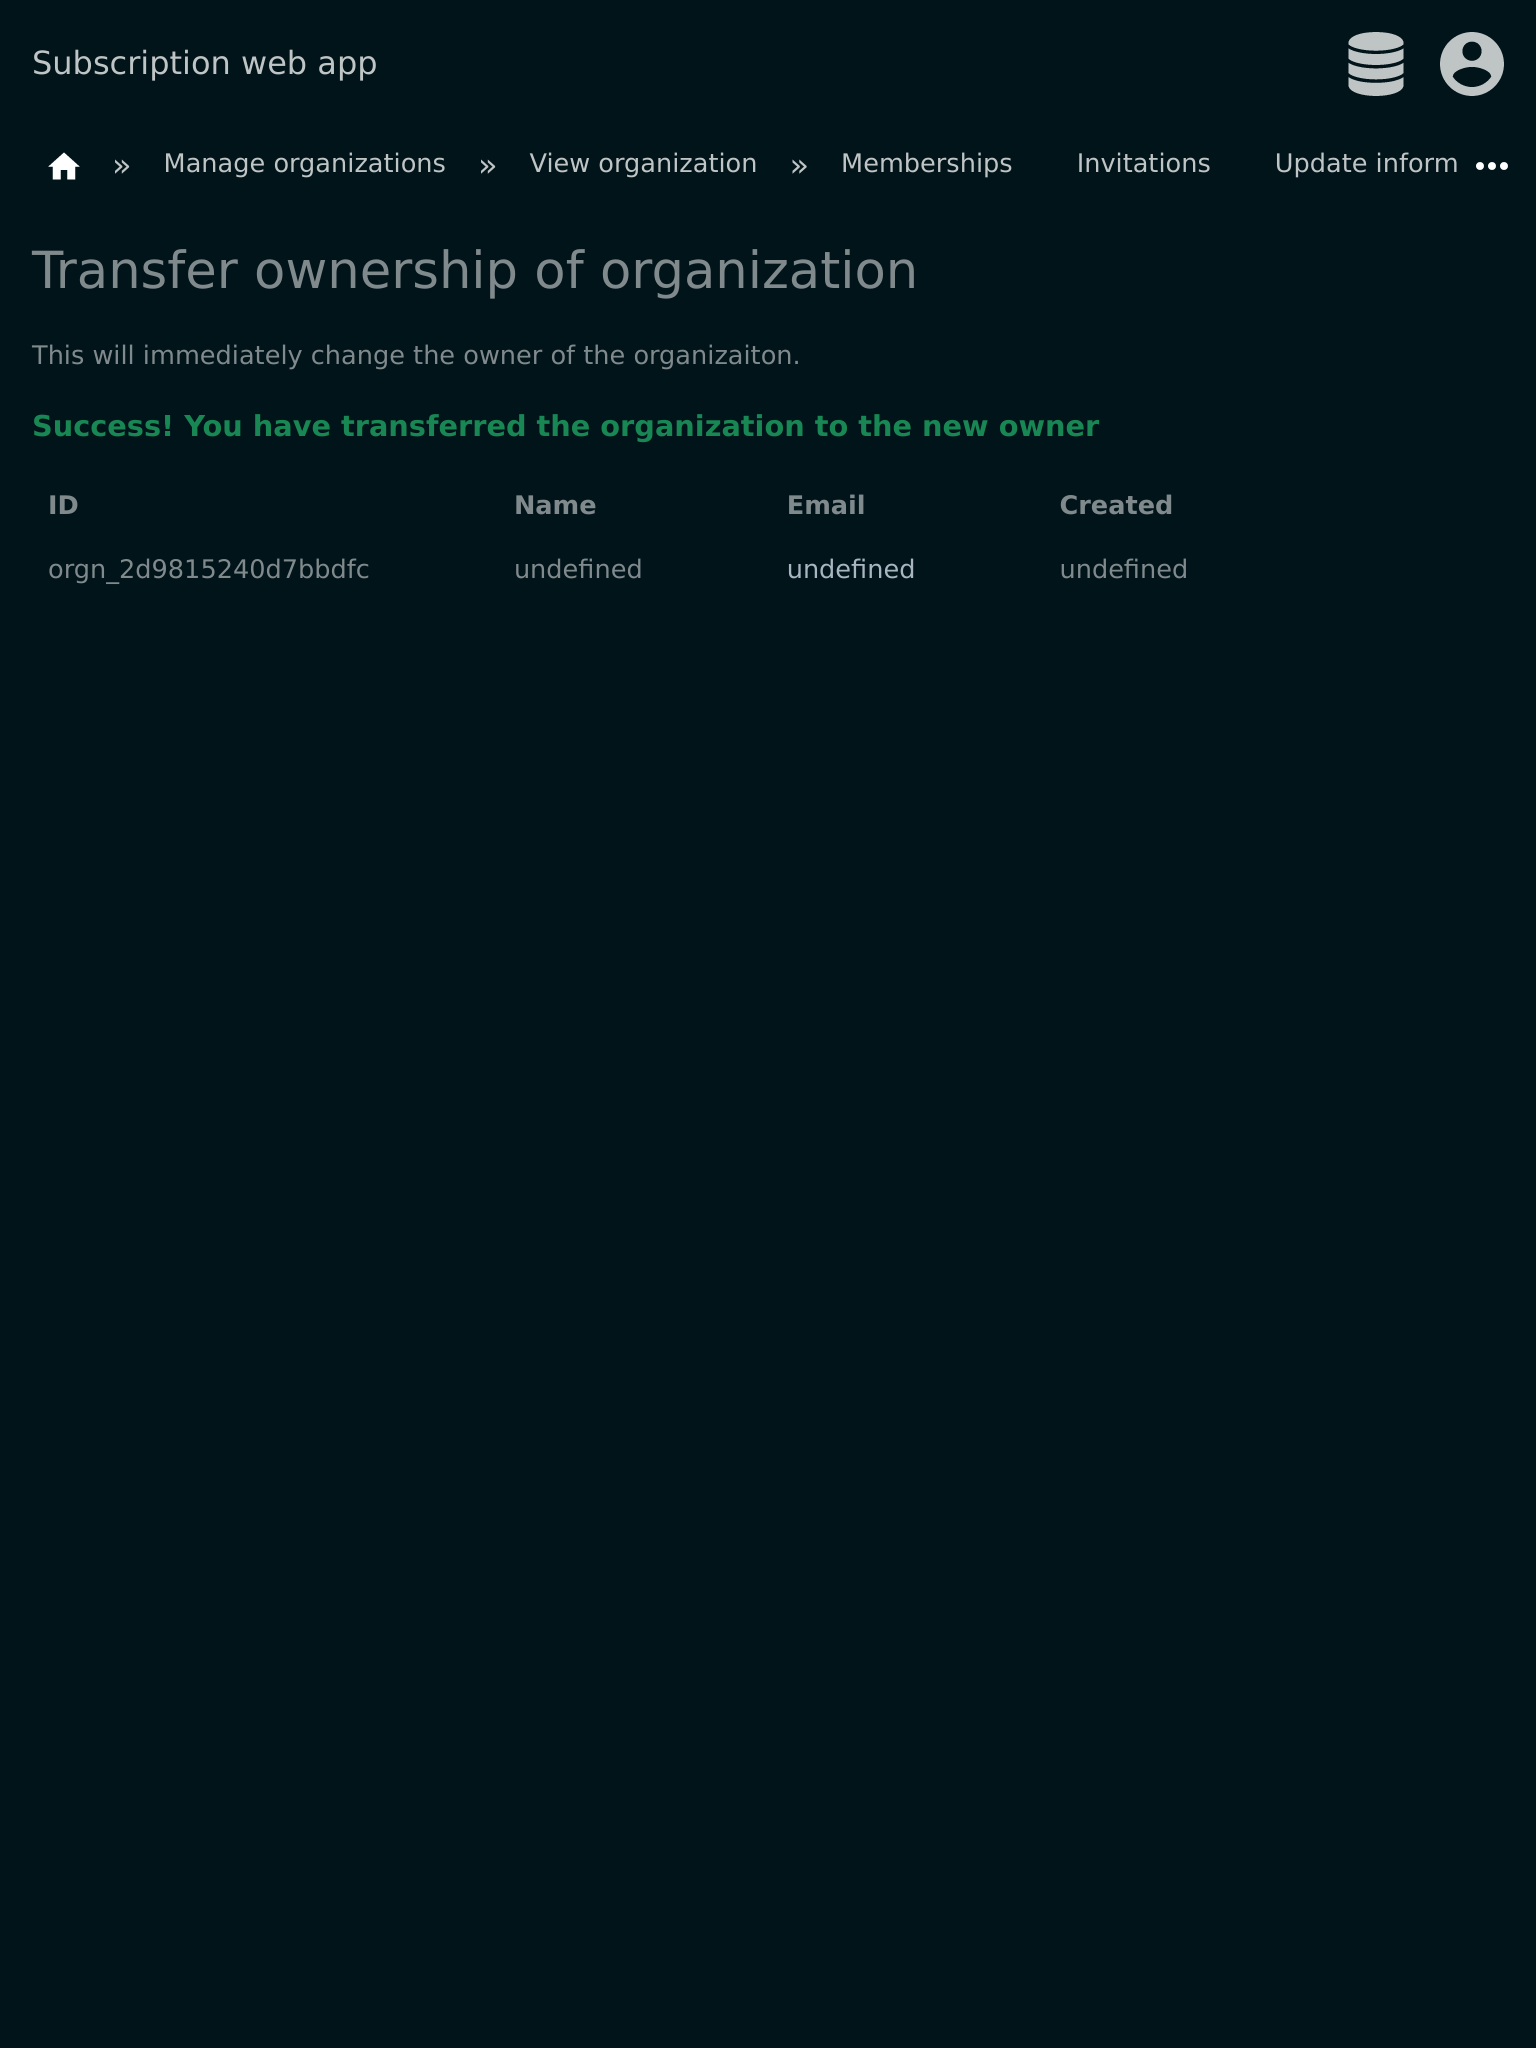 Subscription web app
» Manage organizations » View organization » Memberships Invitations Update inform •••
Transfer ownership of organization
This will immediately change the owner of the organizaiton.
Success! You have transferred the organization to the new owner
ID Name Email Created
orgn_2d9815240d7bbdfc undefined undefined undefined